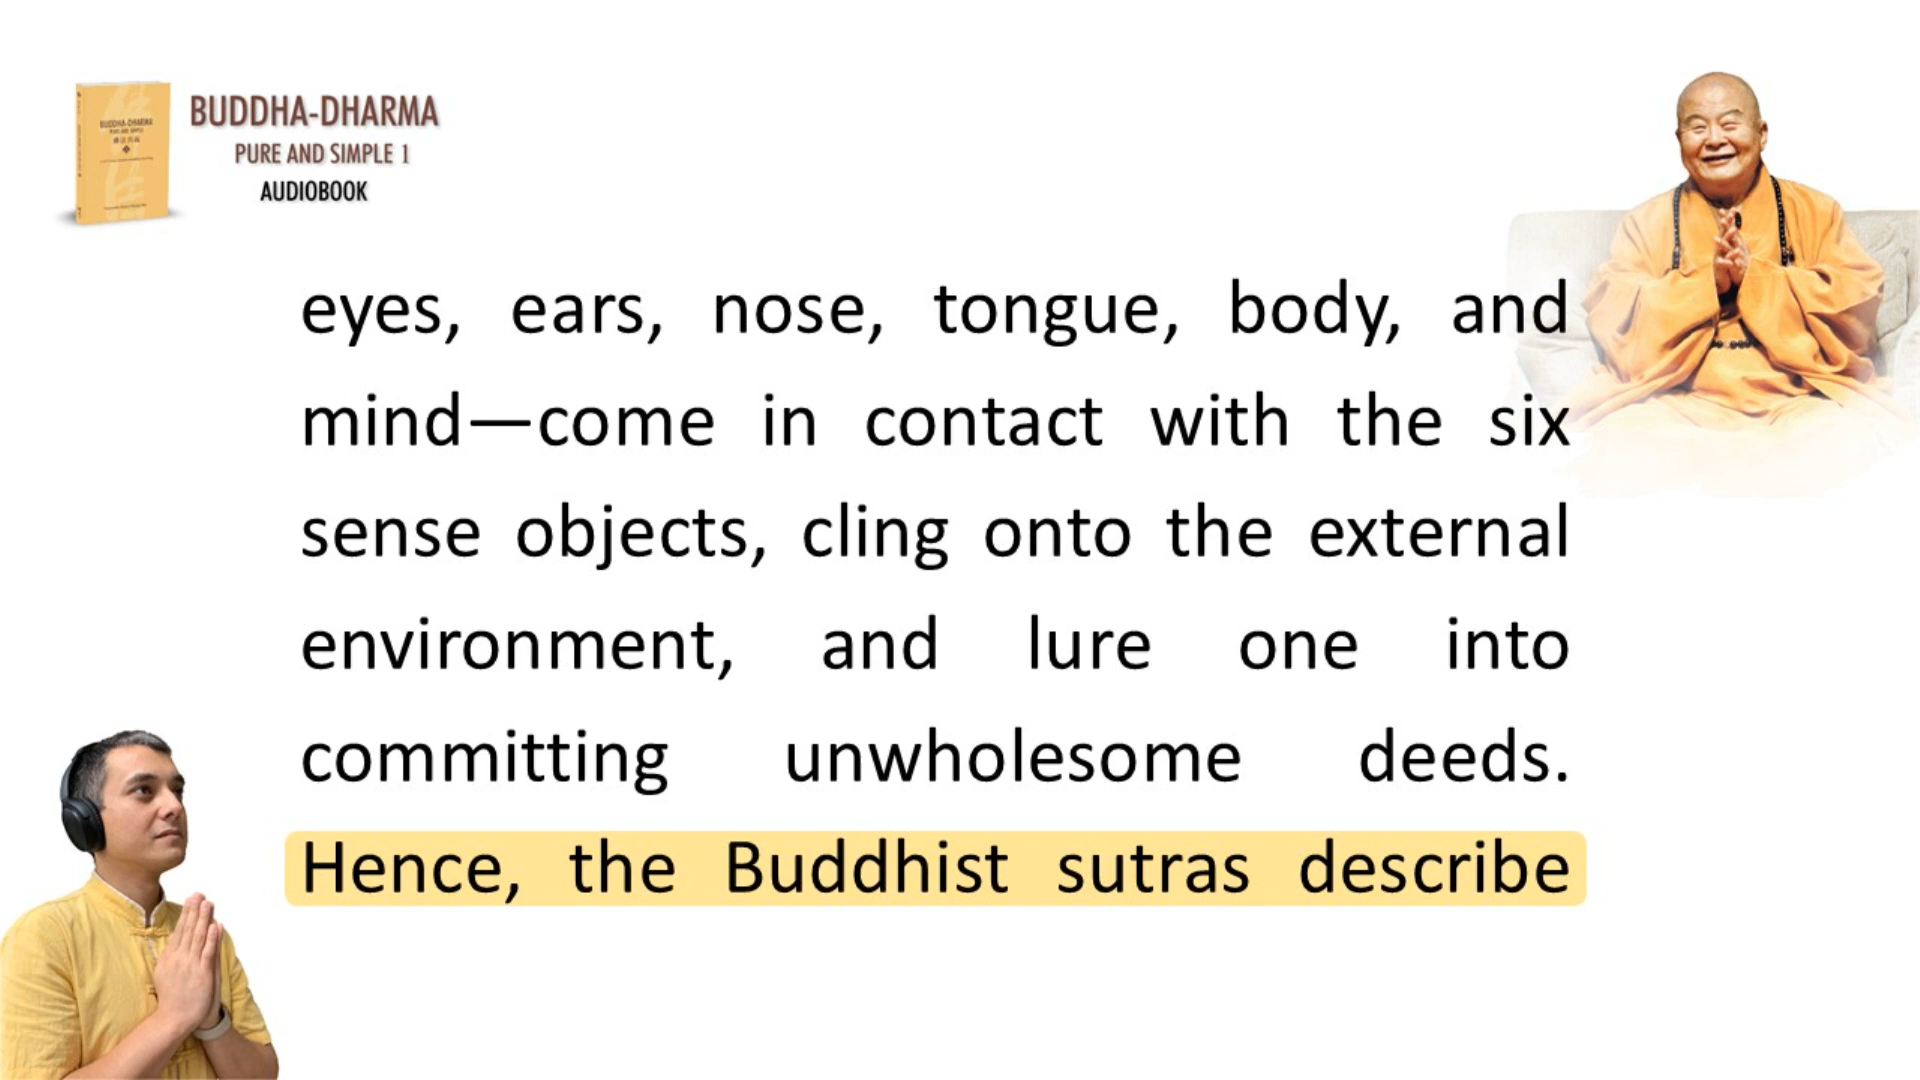 BUDDHA-DHARMA
PURE AND SIMPLE 1
AUDIOBOOK
BUDDHA-DHARMA
eyes, ears, nose, tongue, body, and
mind—come in contact with the six
sense objects, cling onto the external
environment, and lure one into
committing unwholesome deeds.
Hence, the Buddhist sutras describe